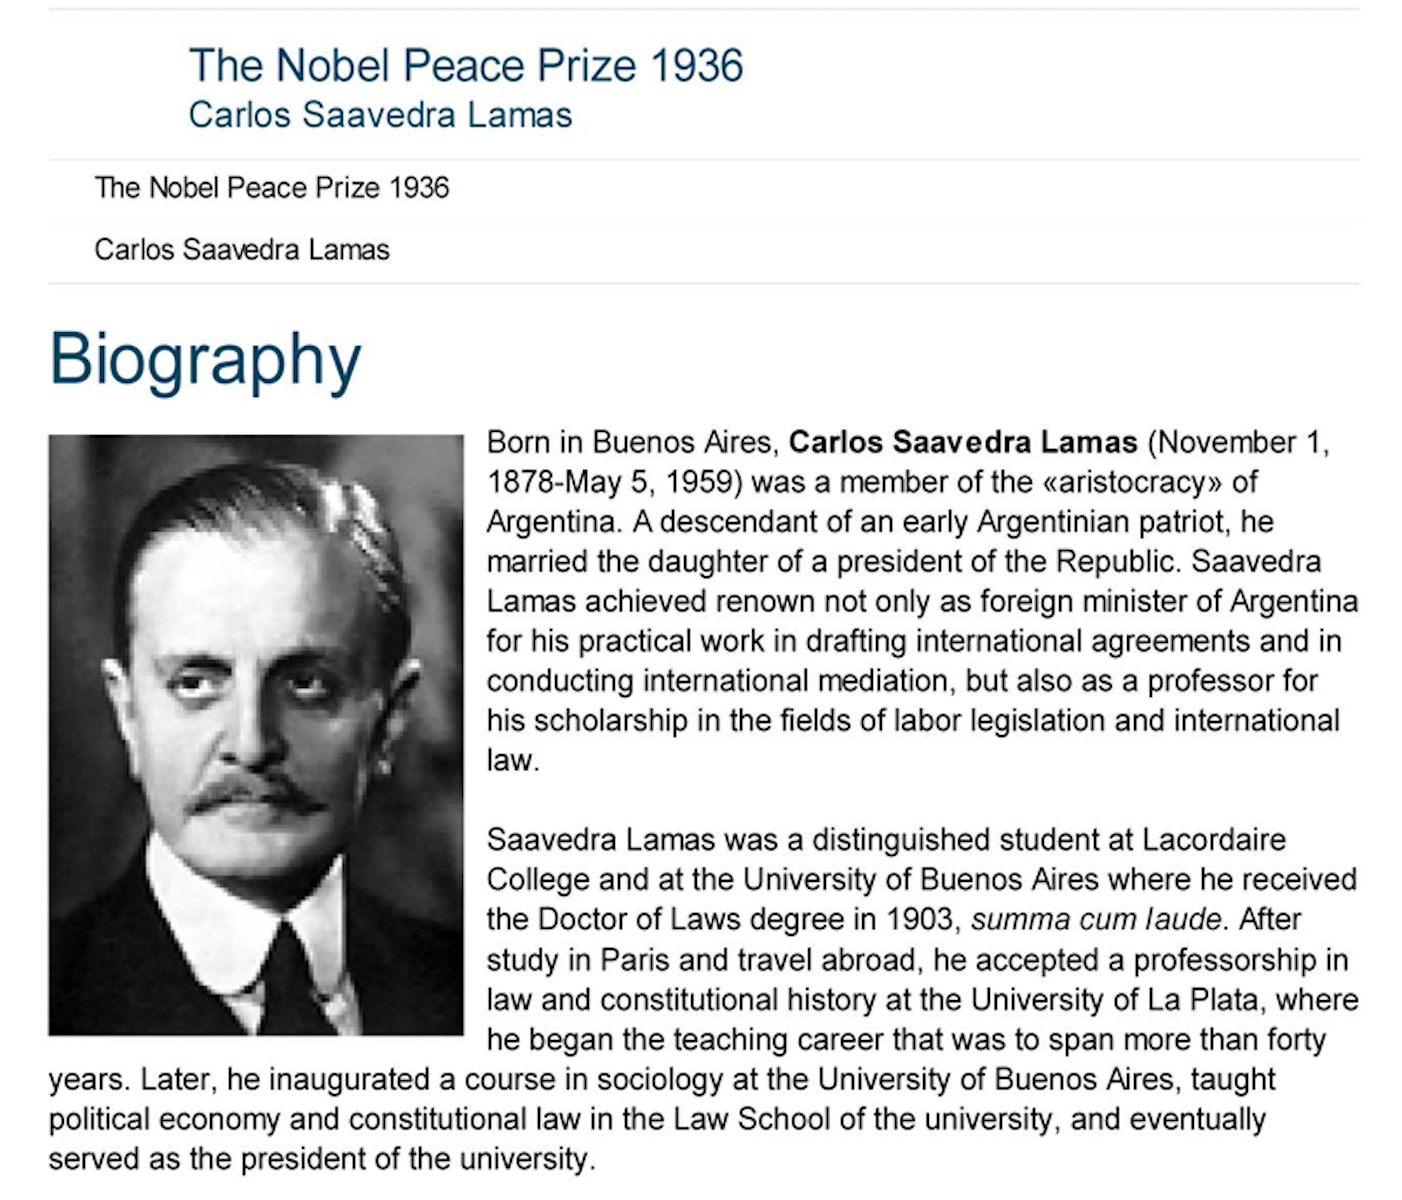 The Nobel Peace Prize 1936
Carlos Saavedra Lamas
The Nobel Peace Prize 1936
Carlos Saavedra Lamas
Biography
Born in Buenos Aires, Carlos Saavedra Lamas (November 1,
1878-May 5, 1959) was a member of the «aristocracy» of
Argentina. A descendant of an early Argentinian patriot, he
married the daughter of a president of the Republic. Saavedra
Lamas achieved renown not only as foreign minister of Argentina
for his practical work in drafting international agreements and in
conducting international mediation, but also as a professor for
his scholarship in the fields of labor legislation and international
law.
Saavedra Lamas was a distinguished student at Lacordaire
College and at the University of Buenos Aires where he received
the Doctor of Laws degree in 1903, summa cum laude. After
study in Paris and travel abroad, he accepted a professorship in
law and constitutional history at the University of La Plata, where
he began the teaching career that was to span more than forty
years. Later, he inaugurated a course in sociology at the University of Buenos Aires, taught
political economy and constitutional law in the Law School of the university, and eventually
served as the president of the university.